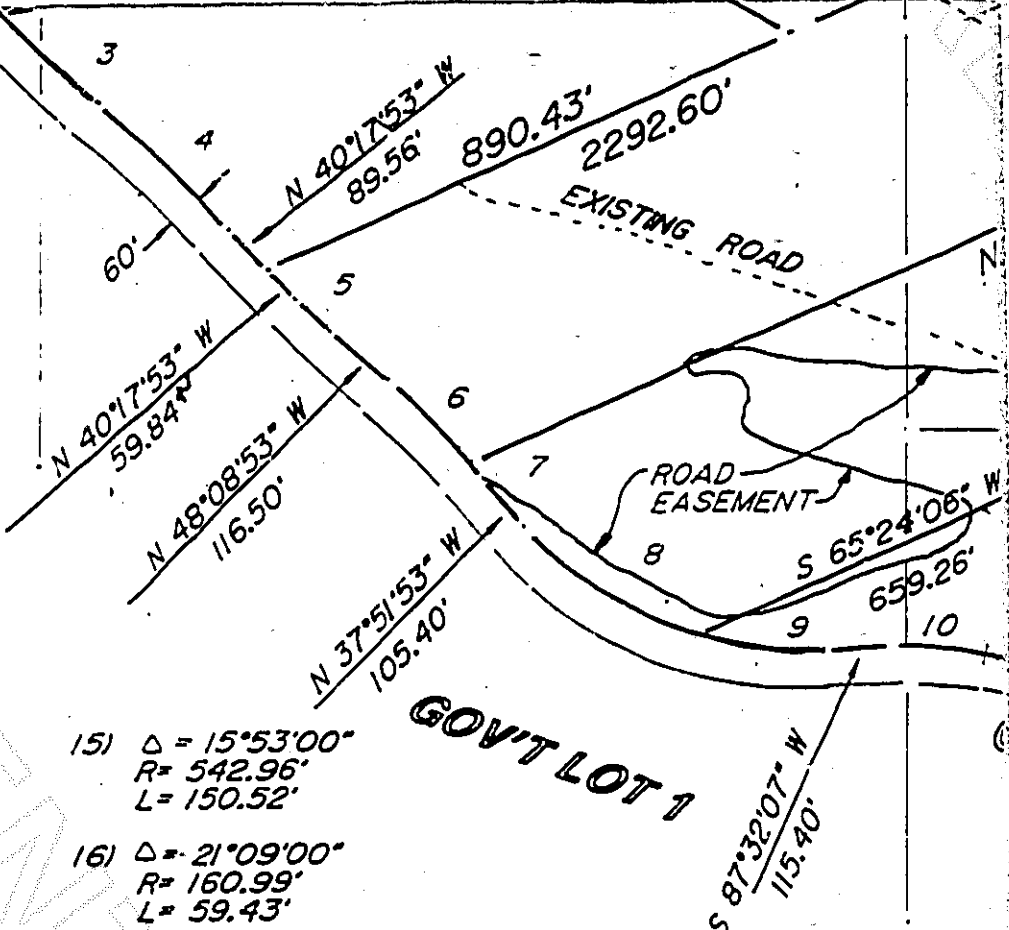 3
4
N 40°17'53" W
89.56'
890.43'
2292.60'
EXISTING ROAD
60'
5
N
N 40°17'53" W
59.84'
6
N 48°08'53" W
116.50'
7
ROAD
EASEMENT
8
S 65°24'06" W
659.26'
N 37°51'53" W
105.40'
9
10
GOV'T LOT 1
15) Δ = 15°53'00"
R= 542.96'
L= 150.52'
S 87°32'07" W
115.40'
16) Δ = 21°09'00"
R= 160.99'
L= 59.43'